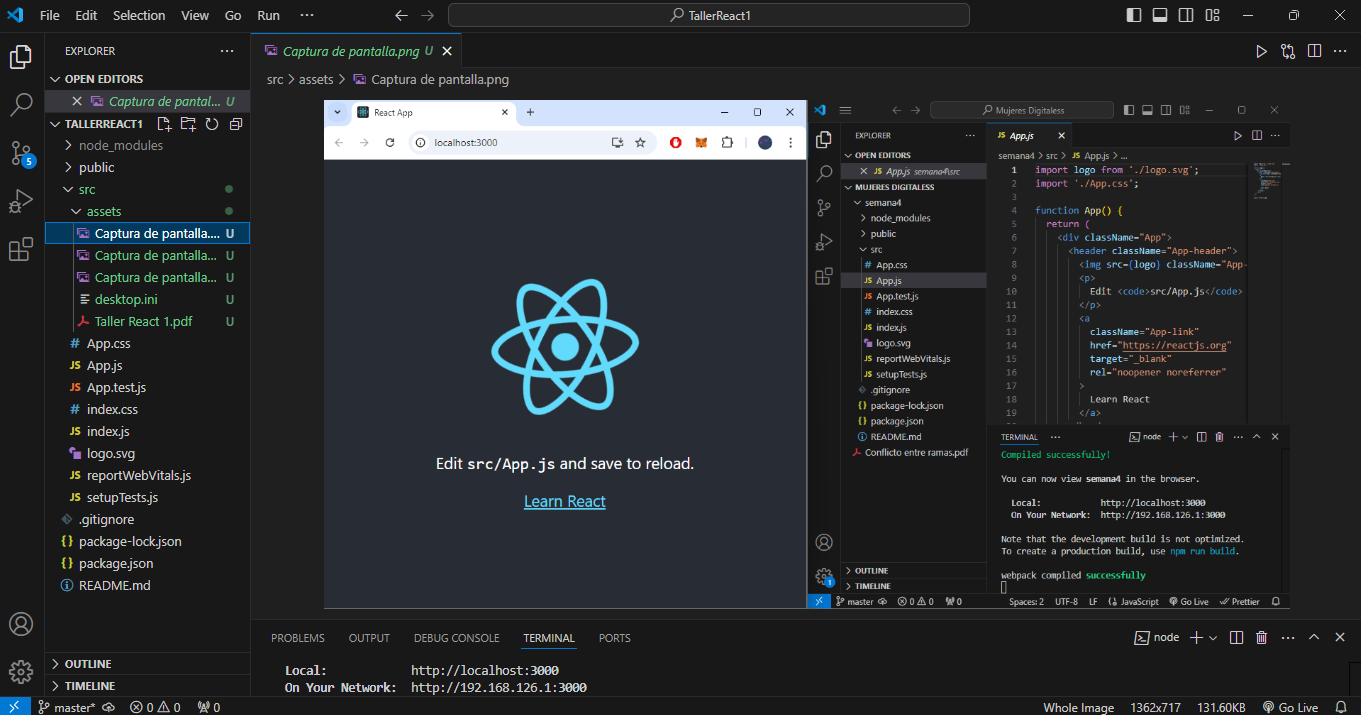 File Edit Selection View Go Run ··· TallerReact1
EXPLORER ···
OPEN EDITORS
Captura de pantal... U
TALLERREACT1
node_modules
public
src
assets
Captura de pantalla.... U
Captura de pantalla... U
Captura de pantalla... U
desktop.ini U
Taller React 1.pdf U
App.css
App.js
App.test.js
index.css
index.js
logo.svg
reportWebVitals.js
setupTests.js
.gitignore
package-lock.json
package.json
README.md
OUTLINE
TIMELINE
5
Captura de pantalla.png U
src > assets > Captura de pantalla.png
React App
localhost:3000
Edit src/App.js and save to reload.
Learn React
Mujeres Digitaless
EXPLORER ···
OPEN EDITORS
App.js semana4\src
MUJERES DIGITALESS
semana4
node_modules
public
src
App.css
App.js
App.test.js
index.css
index.js
logo.svg
reportWebVitals.js
setupTests.js
.gitignore
package-lock.json
package.json
README.md
Conflicto entre ramas.pdf
OUTLINE
TIMELINE
1
App.js
semana4 > src > App.js > ...
1 import logo from './logo.svg';
2 import './App.css';
3
4 function App() {
5 return (
6 <div className="App">
7 <header className="App-header">
8 <img src={logo} className="App-
9 <p>
10 Edit <code>src/App.js</code>
11 </p>
12 <a
13 className="App-link"
14 href="https://reactjs.org"
15 target="_blank"
16 rel="noopener noreferrer"
17 >
18 Learn React
19 </a>
TERMINAL ··· node
Compiled successfully!
You can now view semana4 in the browser.
Local: http://localhost:3000
On Your Network: http://192.168.126.1:3000
Note that the development build is not optimized.
To create a production build, use npm run build.
webpack compiled successfully
master 0 0 0 Spaces: 2 UTF-8 LF JavaScript Go Live Prettier
PROBLEMS OUTPUT DEBUG CONSOLE TERMINAL PORTS node
Local: http://localhost:3000
On Your Network: http://192.168.126.1:3000
master* 0 0 0 Whole Image 1362x717 131.60KB Go Live